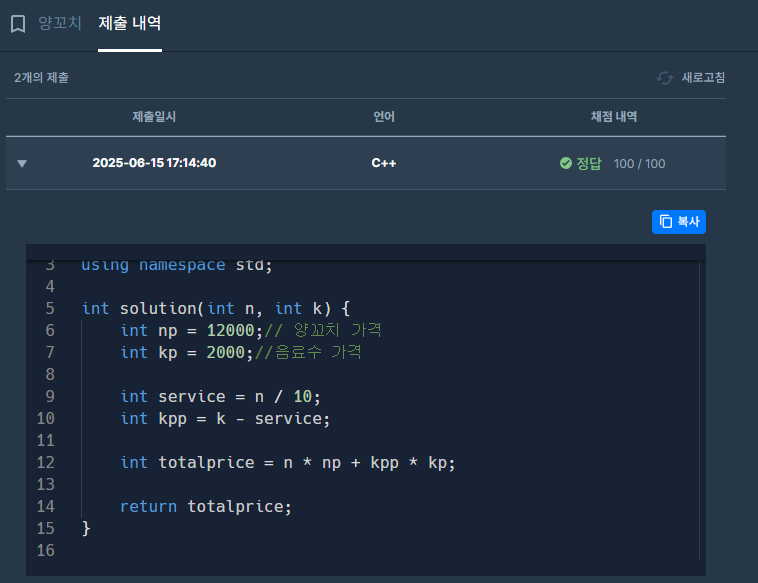 양꼬치 제출 내역
2개의 제출 새로고침
제출일시 언어 채점 내역
2025-06-15 17:14:40 C++ 정답 100 / 100
복사
3 using namespace std;
4
5 int solution(int n, int k) {
6 int np = 12000;// 양꼬치 가격
7 int kp = 2000;//음료수 가격
8
9 int service = n / 10;
10 int kpp = k - service;
11
12 int totalprice = n * np + kpp * kp;
13
14 return totalprice;
15 }
16